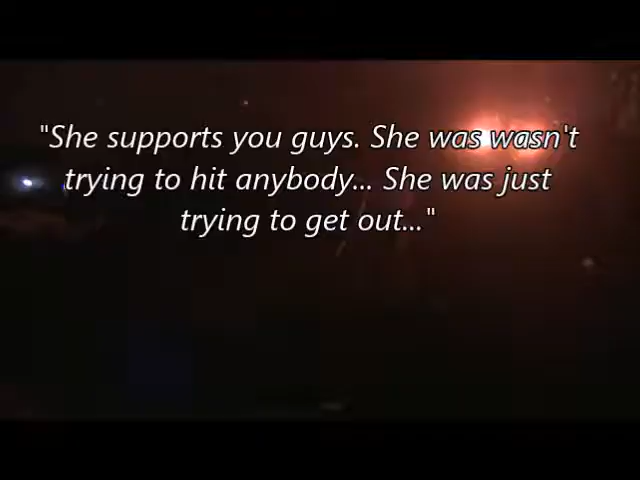 "She supports you guys. She was wasn't
trying to hit anybody... She was just
trying to get out..."